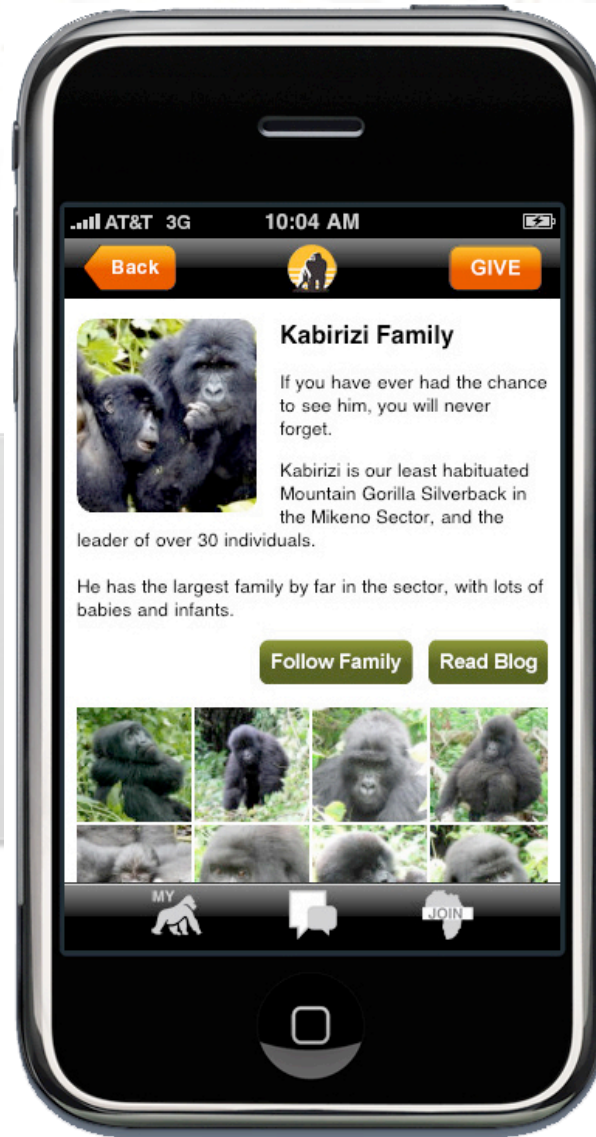 AT&T 3G 10:04 AM
Back GIVE
Kabirizi Family
If you have ever had the chance
to see him, you will never
forget.
Kabirizi is our least habituated
Mountain Gorilla Silverback in
the Mikeno Sector, and the
leader of over 30 individuals.
He has the largest family by far in the sector, with lots of
babies and infants.
Follow Family Read Blog
MY JOIN